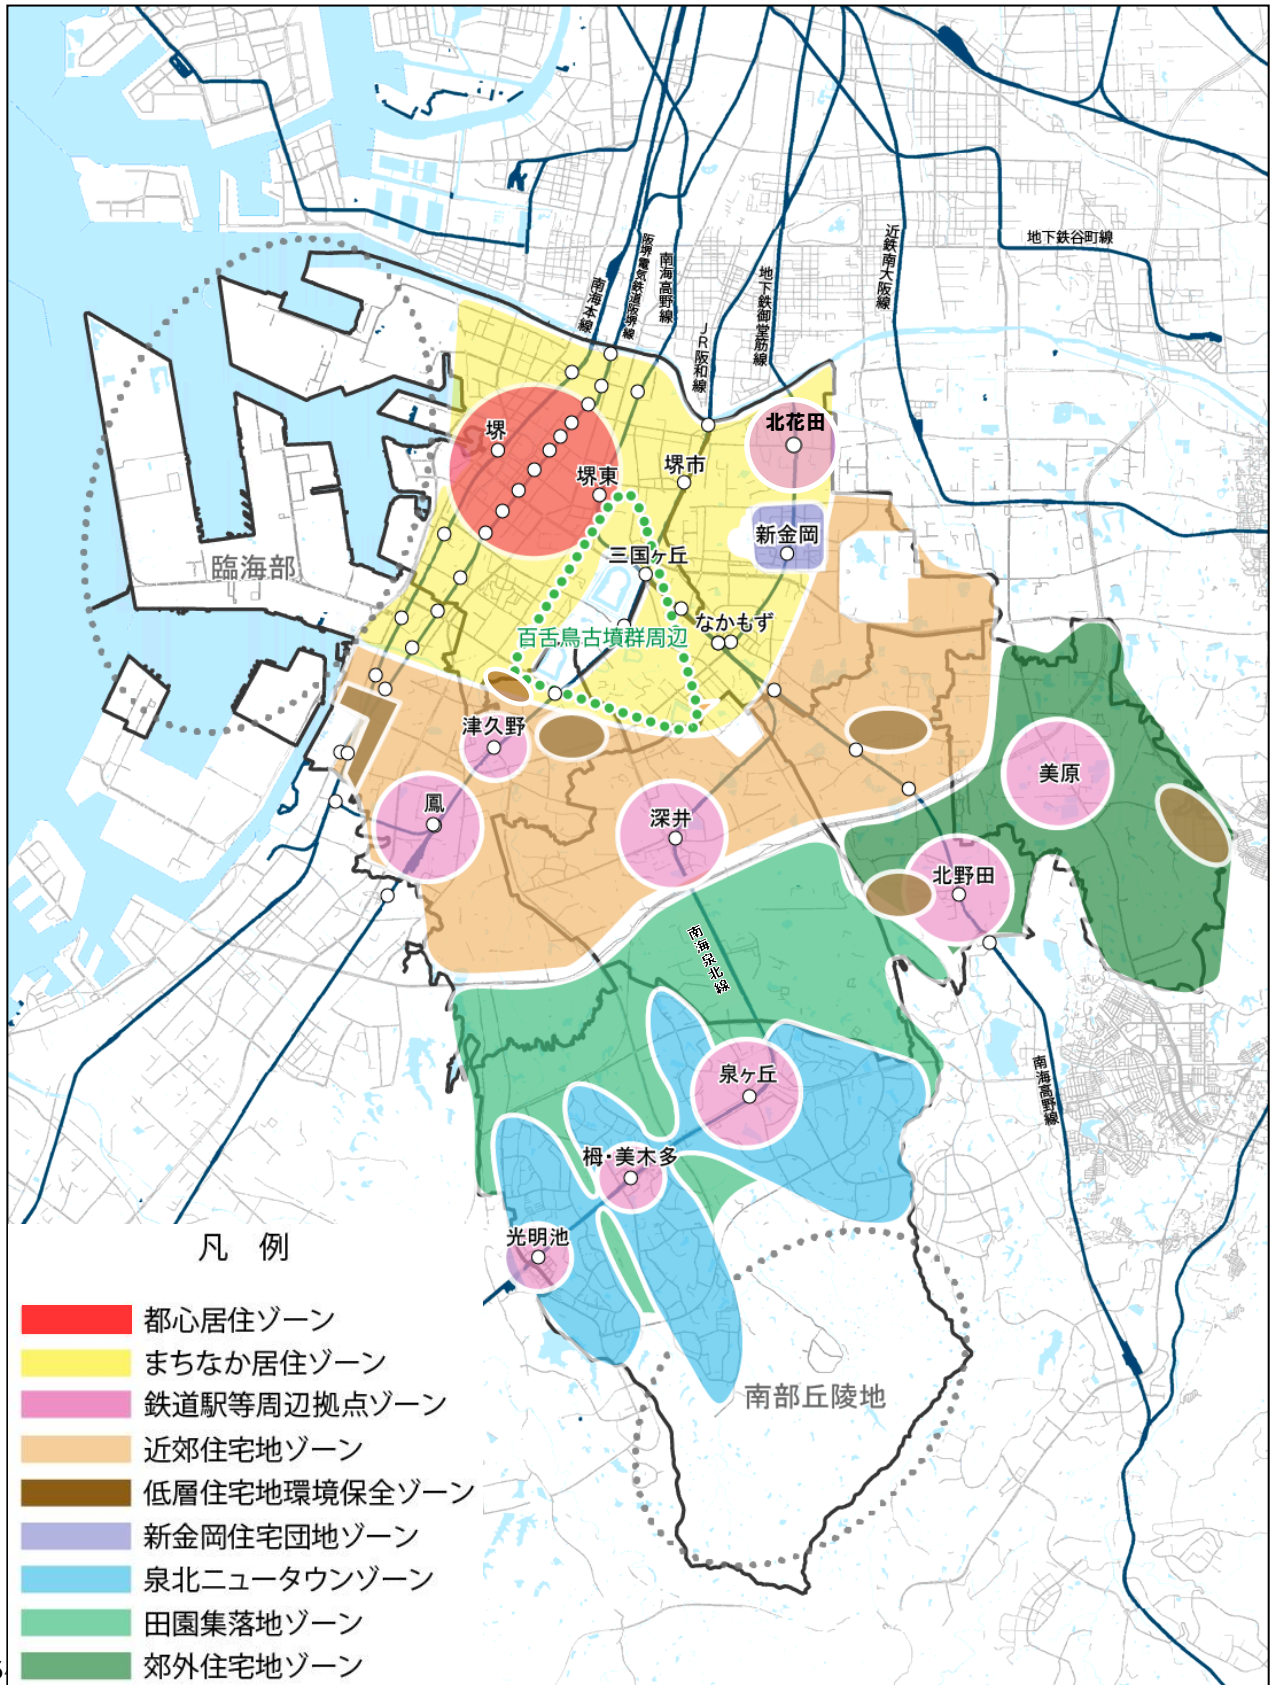 地下鉄谷町線
近鉄南大阪線
阪堺電気鉄道阪堺線
南海高野線
地下鉄御堂筋線
南海本線
JR阪和線
北花田
堺
堺市
堺東
新金岡
三国ヶ丘
臨海部
なかもず
百舌鳥古墳群周辺
津久野
美原
鳳
深井
北野田
南海泉北線
泉ヶ丘
南海高野線
栂・美木多
光明池
南部丘陵地
凡 例
都心居住ゾーン
まちなか居住ゾーン
鉄道駅等周辺拠点ゾーン
近郊住宅地ゾーン
低層住宅地環境保全ゾーン
新金岡住宅団地ゾーン
泉北ニュータウンゾーン
田園集落地ゾーン
郊外住宅地ゾーン